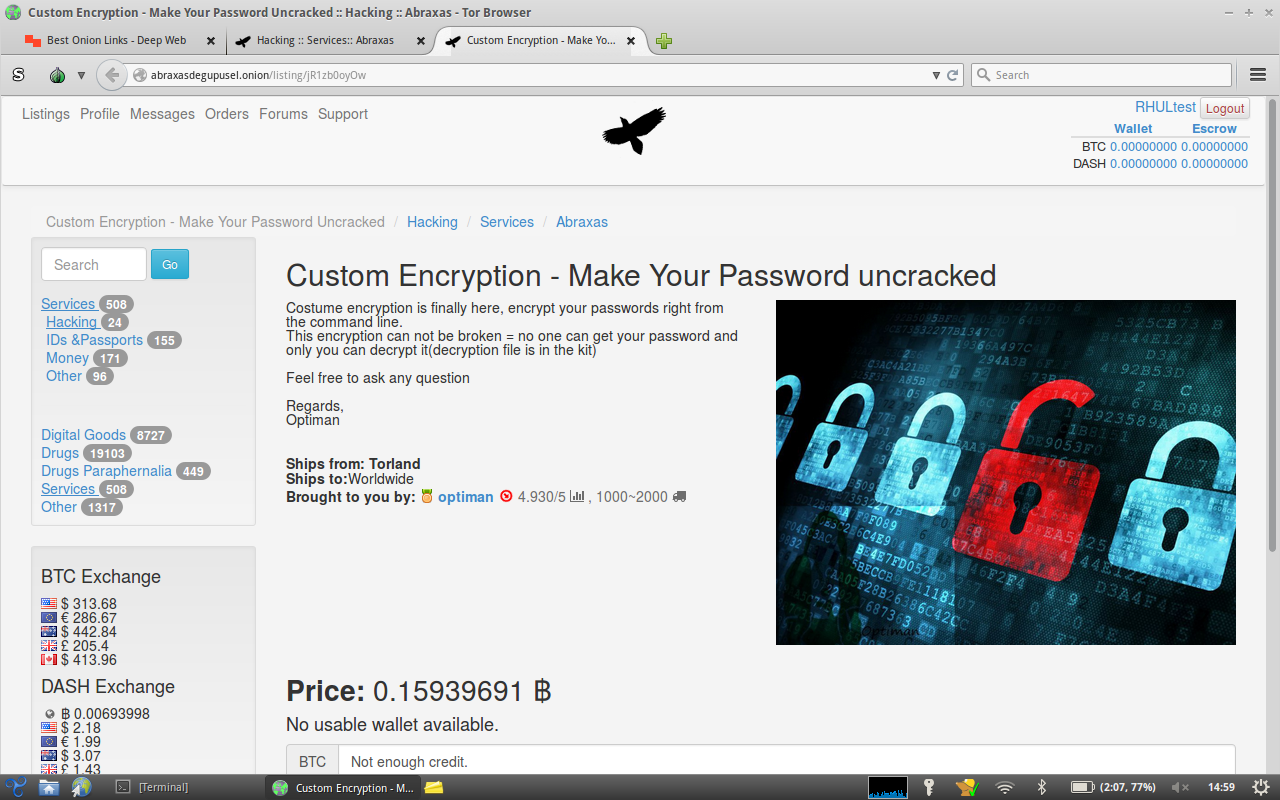 Custom Encryption - Make Your Password Uncracked :: Hacking :: Abraxas - Tor Browser
Best Onion Links - Deep Web
Hacking :: Services:: Abraxas
Custom Encryption - Make Yo...
abraxasdegupusel.onion/listing/jR1zb0oyOw
Search
Listings Profile Messages Orders Forums Support
RHULtest Logout
Wallet Escrow
BTC 0.00000000 0.00000000
DASH 0.00000000 0.00000000
Custom Encryption - Make Your Password Uncracked / Hacking / Services / Abraxas
Search Go
Services 508
Hacking 24
IDs &Passports 155
Money 171
Other 96
Digital Goods 8727
Drugs 19103
Drugs Paraphernalia 449
Services 508
Other 1317
BTC Exchange
$ 313.68
€ 286.67
$ 442.84
£ 205.4
$ 413.96
DASH Exchange
฿ 0.00693998
$ 2.18
€ 1.99
$ 3.07
£ 1.43
Custom Encryption - Make Your Password uncracked
Costume encryption is finally here, encrypt your passwords right from
the command line.
This encryption can not be broken = no one can get your password and
only you can decrypt it(decryption file is in the kit)
Feel free to ask any question
Regards,
Optiman
Ships from: Torland
Ships to:Worldwide
Brought to you by: optiman 4.930/5 , 1000~2000
Optiman
Price: 0.15939691 ฿
No usable wallet available.
BTC Not enough credit.
[Terminal]
Custom Encryption - M...
(2:07, 77%)
14:59